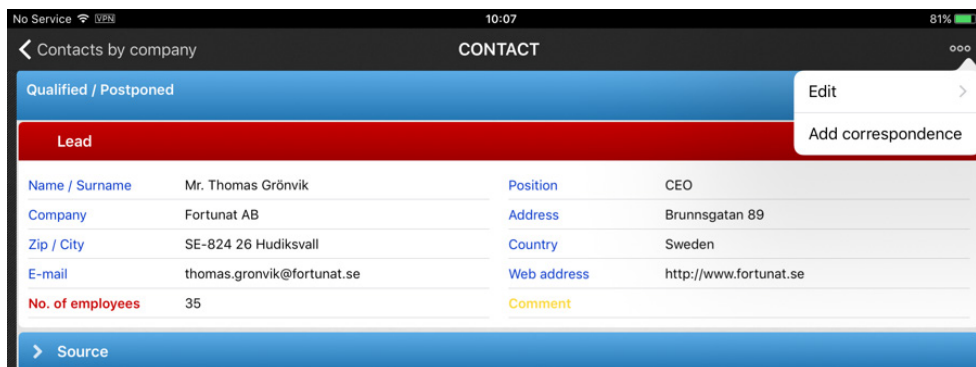 No Service VPN 10:07 81%
Contacts by company CONTACT
Qualified / Postponed
Edit
Add correspondence
Lead
Name / Surname Mr. Thomas Grönvik Position CEO
Company Fortunat AB Address Brunnsgatan 89
Zip / City SE-824 26 Hudiksvall Country Sweden
E-mail thomas.gronvik@fortunat.se Web address http://www.fortunat.se
No. of employees 35 Comment
Source